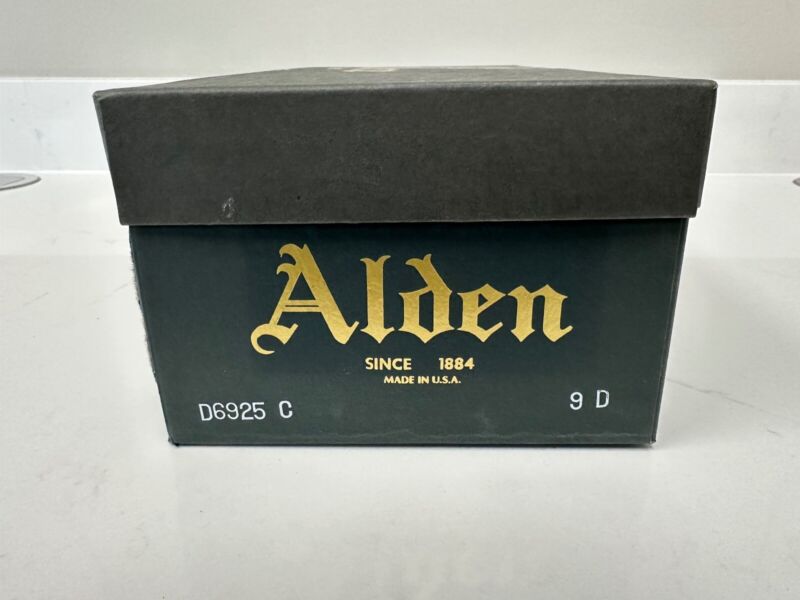 Alden
SINCE 1884
MADE IN U.S.A.
D6925 C 9 D